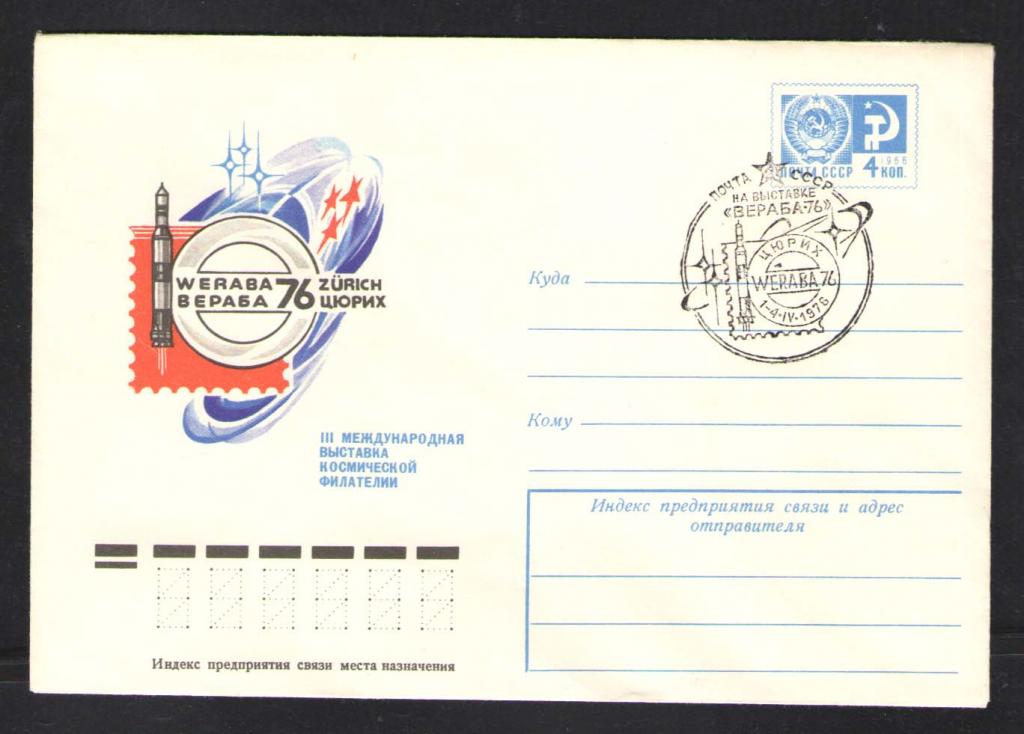 WERABA 76 ZÜRICH
ВЕРАБА ЦЮРИХ
III МЕЖДУНАРОДНАЯ
ВЫСТАВКА
КОСМИЧЕСКОЙ
ФИЛАТЕЛИИ
Индекс предприятия связи места назначения
1966
ПОЧТА СССР 4 КОП.
ПОЧТА СССР
НА ВЫСТАВКЕ
«ВЕРАБА-76»
ЦЮРИХ
WERABA 76
1-4·IV·1976
Куда
Кому
Индекс предприятия связи и адрес
отправителя